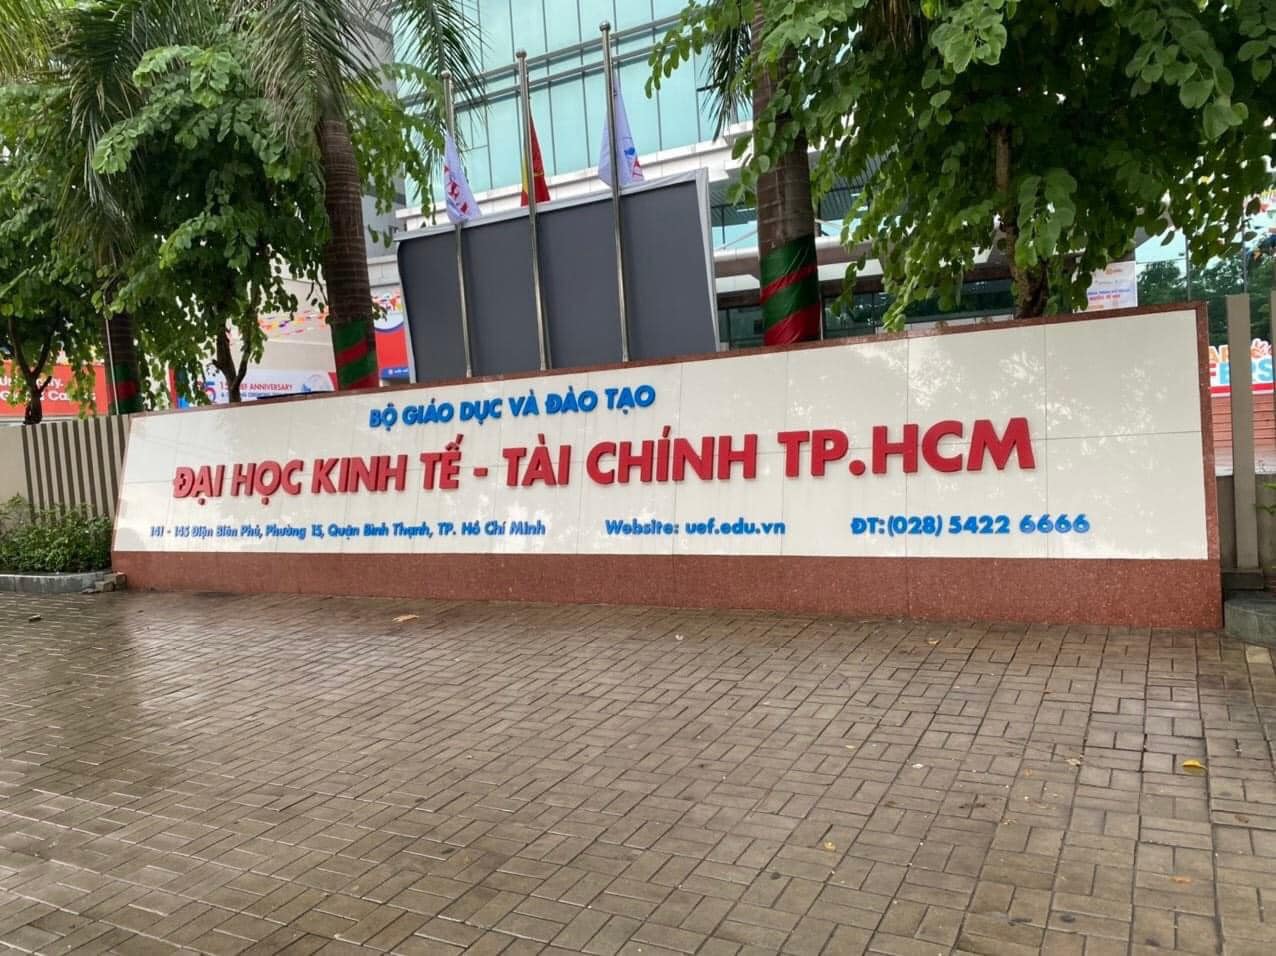 BỘ GIÁO DỤC VÀ ĐÀO TẠO
ĐẠI HỌC KINH TẾ - TÀI CHÍNH TP.HCM
141 - 145 Điện Biên Phủ, Phường 15, Quận Bình Thạnh, TP. Hồ Chí Minh Website: uef.edu.vn ĐT:(028) 5422 6666
ANNIVERSARY